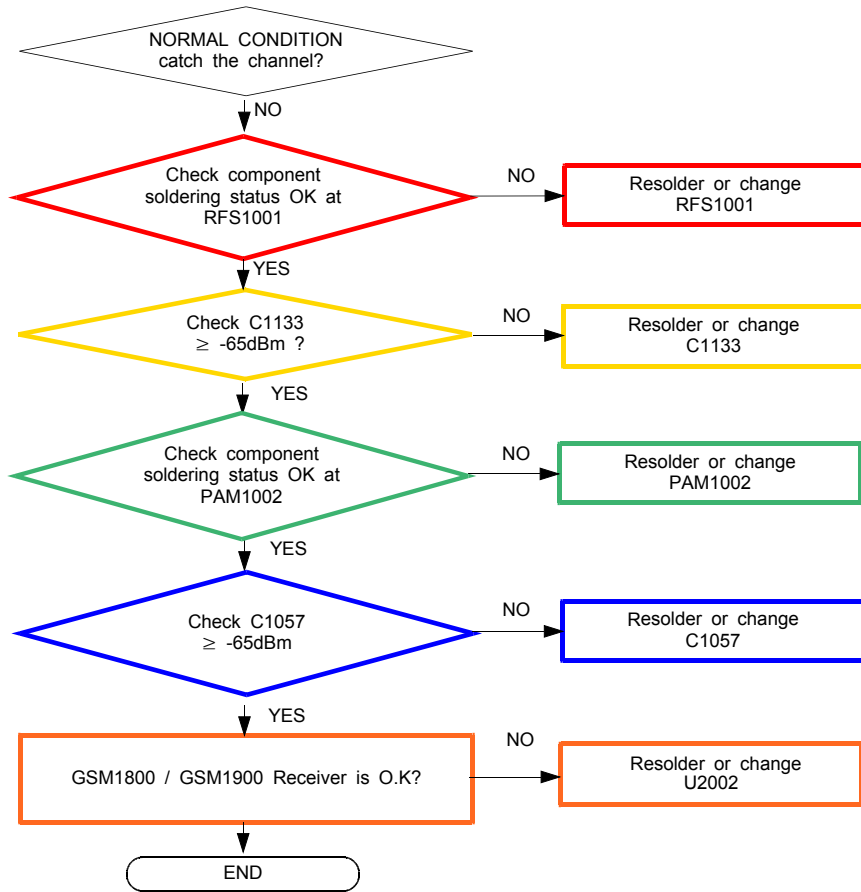 NORMAL CONDITION
catch the channel?
NO
Check component
soldering status OK at
RFS1001
NO
Resolder or change
RFS1001
YES
Check C1133
≥ -65dBm ?
NO
Resolder or change
C1133
YES
Check component
soldering status OK at
PAM1002
NO
Resolder or change
PAM1002
YES
Check C1057
≥ -65dBm
NO
Resolder or change
C1057
YES
GSM1800 / GSM1900 Receiver is O.K?
NO
Resolder or change
U2002
END